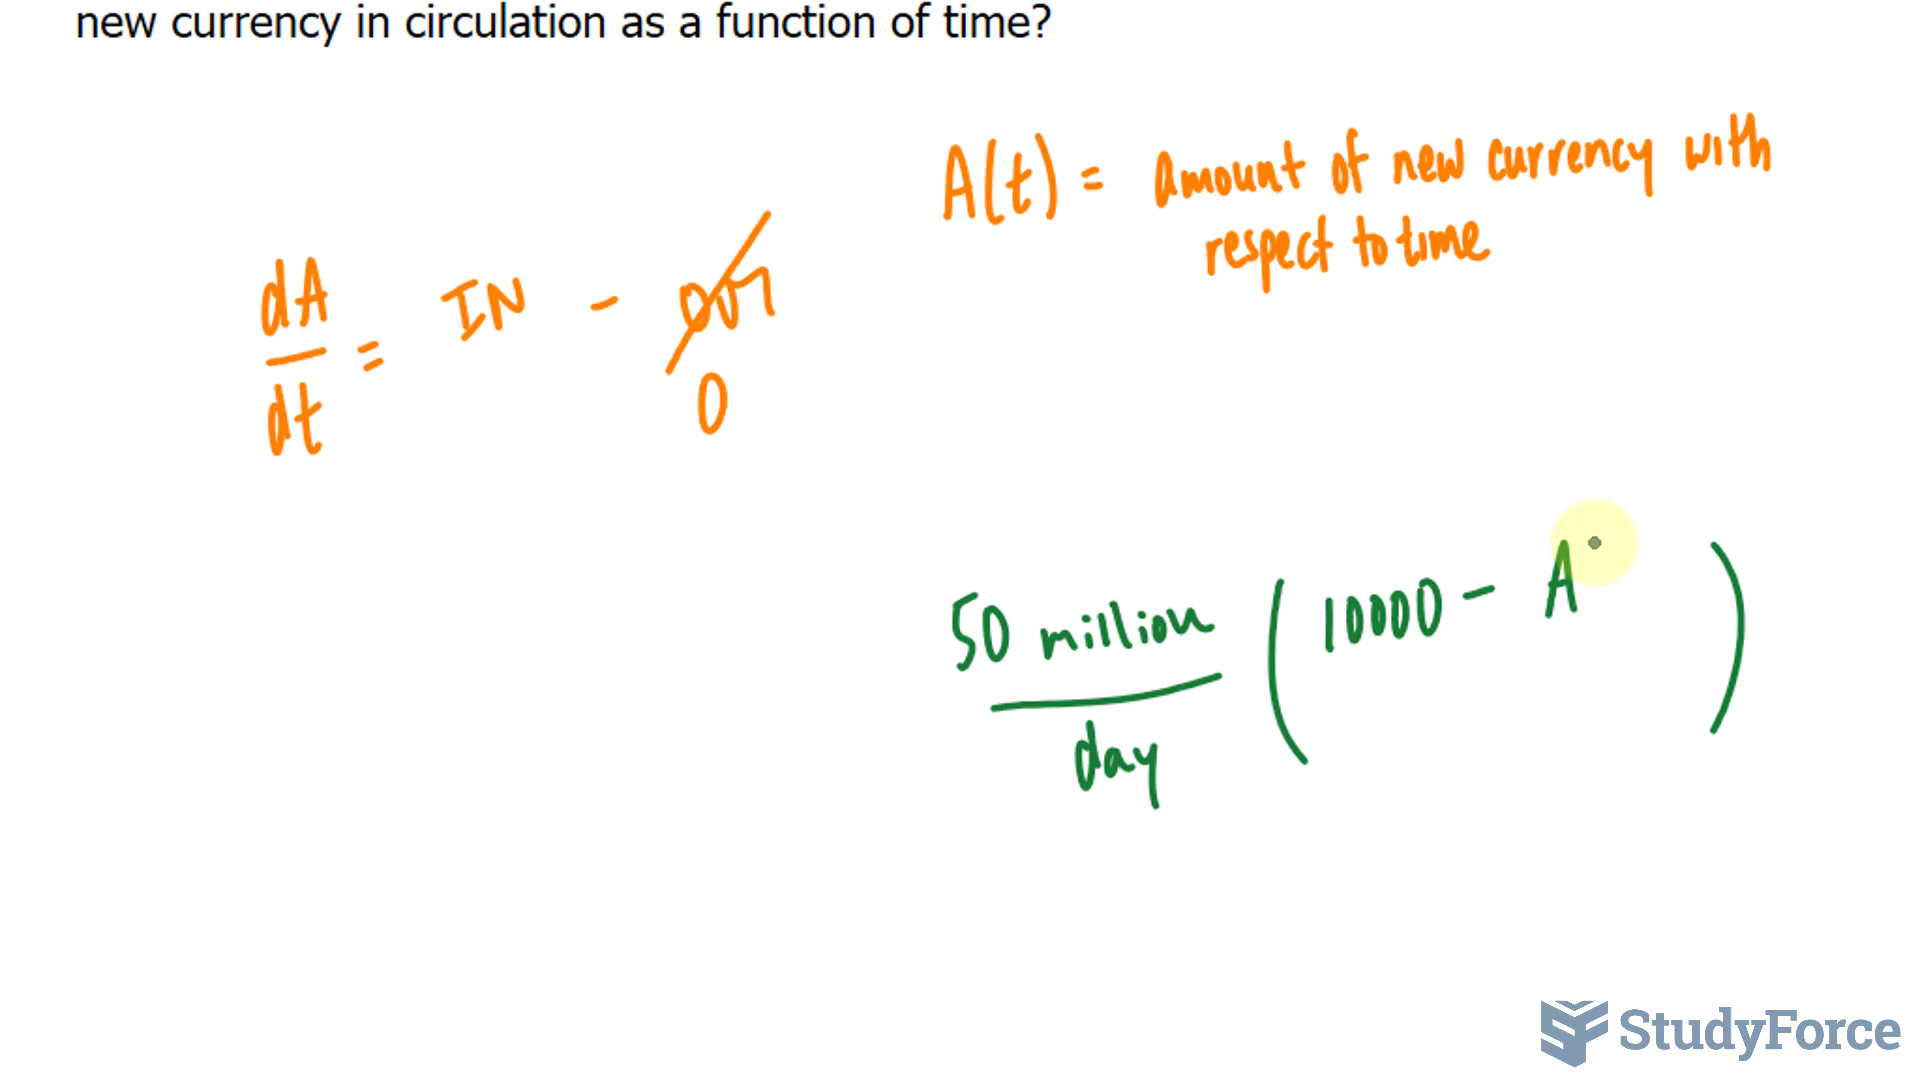 new currency in circulation as a function of time?
A(t) = amount of new currency with
respect to time
dA/dt = IN - OUT
0
50 million/day (10000 - A )
StudyForce